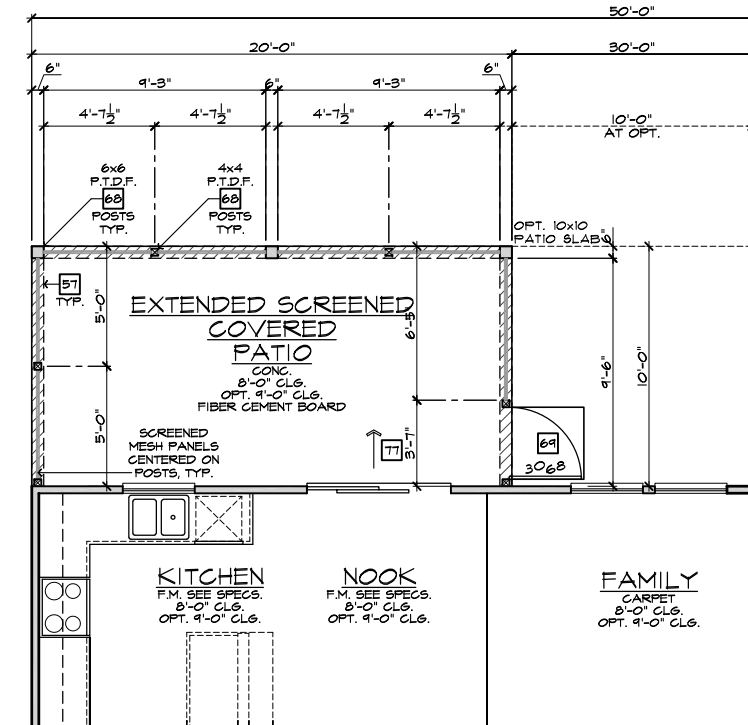 50'-0"
20'-0"
30'-0"
6"
9'-3"
6"
9'-3"
6"
4'-7½"
4'-7½"
4'-7½"
4'-7½"
10'-0"
AT OPT.
6x6
P.T.D.F.
68
POSTS
TYP.
4x4
P.T.D.F.
68
POSTS
TYP.
OPT. 10x10
PATIO SLAB
6"
57
TYP.
5'-0"
5'-0"
EXTENDED SCREENED
COVERED
PATIO
CONC.
8'-0" CLG.
OPT. 9'-0" CLG.
FIBER CEMENT BOARD
6'-5"
3'-7"
9'-6"
10'-0"
SCREENED
MESH PANELS
CENTERED ON
POSTS, TYP.
77
69
3068
KITCHEN
F.M. SEE SPECS.
8'-0" CLG.
OPT. 9'-0" CLG.
NOOK
F.M. SEE SPECS.
8'-0" CLG.
OPT. 9'-0" CLG.
FAMILY
CARPET
8'-0" CLG.
OPT. 9'-0" CLG.